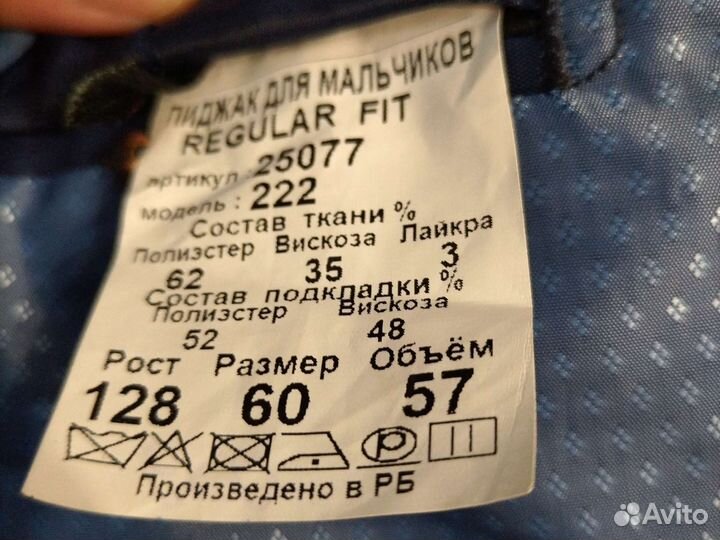 ПИДЖАК ДЛЯ МАЛЬЧИКОВ
REGULAR FIT
артикул : 25077
модель : 222
Состав ткани %
Полиэстер Вискоза Лайкра
62 35 3
Состав подкладки %
Полиэстер Вискоза
52 48
Рост Размер Объём
128 60 57
P
Произведено в РБ
Avito